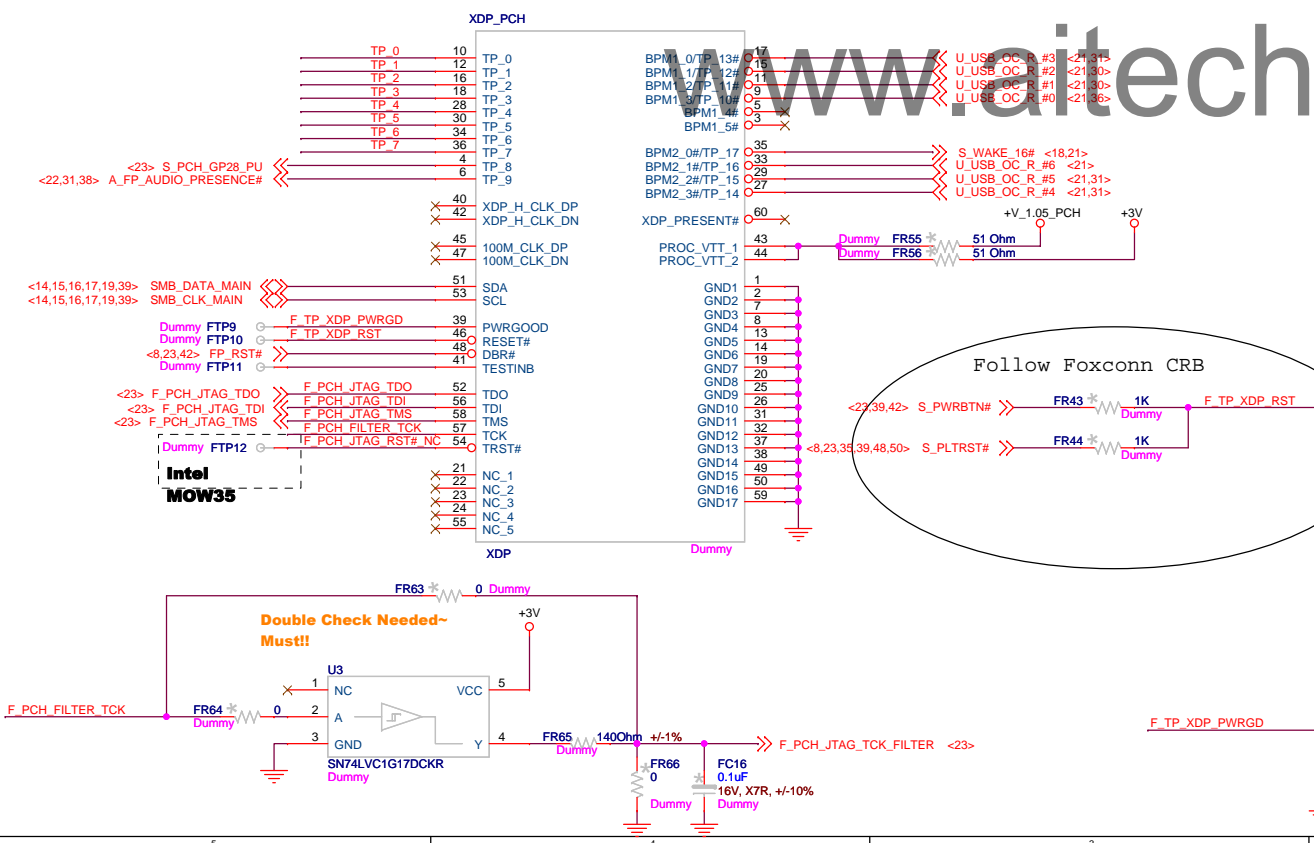 XDP_PCH
www.aitech
TP_0 10 TP_0
TP_1 12 TP_1
TP_2 16 TP_2
TP_3 18 TP_3
TP_4 28 TP_4
TP_5 30 TP_5
TP_6 34 TP_6
TP_7 36 TP_7
<23> S_PCH_GP28_PU 4 TP_8
<22,31,38> A_FP_AUDIO_PRESENCE# 6 TP_9
40 XDP_H_CLK_DP
42 XDP_H_CLK_DN
45 100M_CLK_DP
47 100M_CLK_DN
<14,15,16,17,19,39> SMB_DATA_MAIN 51 SDA
<14,15,16,17,19,39> SMB_CLK_MAIN 53 SCL
Dummy FTP9 F_TP_XDP_PWRGD 39 PWRGOOD
Dummy FTP10 F_TP_XDP_RST 46 RESET#
<8,23,42> FP_RST# 48 DBR#
Dummy FTP11 41 TESTINB
<23> F_PCH_JTAG_TDO F_PCH_JTAG_TDO 52 TDO
<23> F_PCH_JTAG_TDI F_PCH_JTAG_TDI 56 TDI
<23> F_PCH_JTAG_TMS F_PCH_JTAG_TMS 58 TMS
F_PCH_FILTER_TCK 57 TCK
Dummy FTP12 F_PCH_JTAG_RST#_NC 54 TRST#
Intel
MOW35
21 NC_1
22 NC_2
23 NC_3
24 NC_4
55 NC_5
XDP
BPM1_0/TP_13# 17 U_USB_OC_R_#3 <21,31>
BPM1_1/TP_12# 15 U_USB_OC_R_#2 <21,30>
BPM1_2/TP_11# 11 U_USB_OC_R_#1 <21,30>
BPM1_3/TP_10# 9 U_USB_OC_R_#0 <21,36>
BPM1_4# 5
BPM1_5# 3
BPM2_0#/TP_17 35 S_WAKE_16# <18,21>
BPM2_1#/TP_16 33 U_USB_OC_R_#6 <21>
BPM2_2#/TP_15 29 U_USB_OC_R_#5 <21,31>
BPM2_3#/TP_14 27 U_USB_OC_R_#4 <21,31>
XDP_PRESENT# 60
+V_1.05_PCH +3V
PROC_VTT_1 43 Dummy FR55 * 51 Ohm
PROC_VTT_2 44 Dummy FR56 * 51 Ohm
GND1 1
GND2 2
GND3 7
GND4 8
GND5 13
GND6 14
GND7 19
GND8 20
GND9 25
GND10 26
GND11 31
GND12 32
GND13 37
GND14 38
GND15 49
GND16 50
GND17 59
Dummy
Follow Foxconn CRB
<23,39,42> S_PWRBTN# FR43 * 1K Dummy F_TP_XDP_RST
<8,23,35,39,48,50> S_PLTRST# FR44 * 1K Dummy
FR63 * 0 Dummy
Double Check Needed~
Must!!
+3V
U3
1 NC VCC 5
F_PCH_FILTER_TCK FR64 * 0 2 A
Dummy
3 GND Y 4
SN74LVC1G17DCKR
Dummy
FR65 140Ohm +/-1%
Dummy
F_PCH_JTAG_TCK_FILTER <23>
* FR66
0
Dummy
* FC16
0.1uF
16V, X7R, +/-10%
Dummy
F_TP_XDP_PWRGD